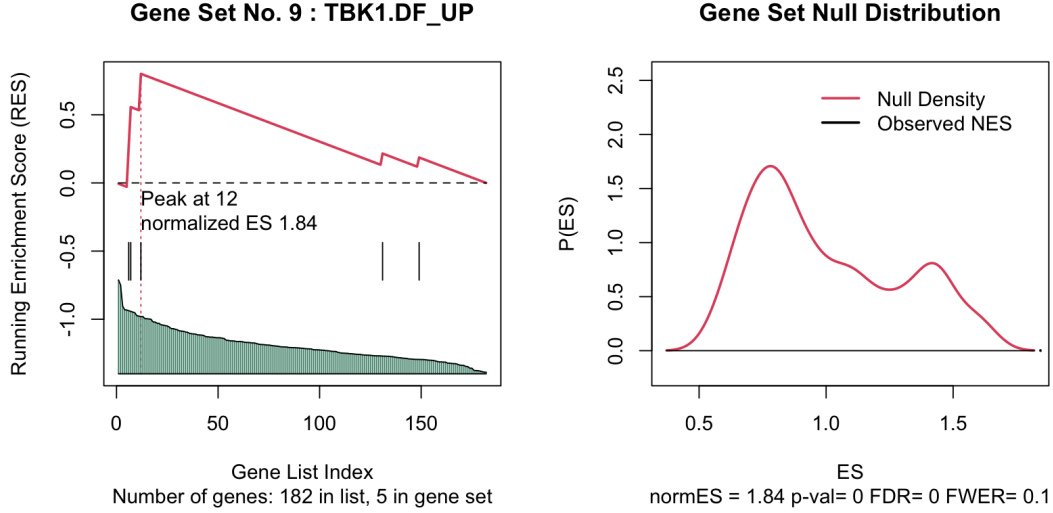 Gene Set No. 9 : TBK1.DF_UP
Running Enrichment Score (RES)
0.5
0.0
-0.5
-1.0
Peak at 12
normalized ES 1.84
0 50 100 150
Gene List Index
Number of genes: 182 in list, 5 in gene set
Gene Set Null Distribution
P(ES)
2.5
2.0
1.5
1.0
0.5
0.0
Null Density
Observed NES
0.5 1.0 1.5
ES
normES = 1.84 p-val= 0 FDR= 0 FWER= 0.1